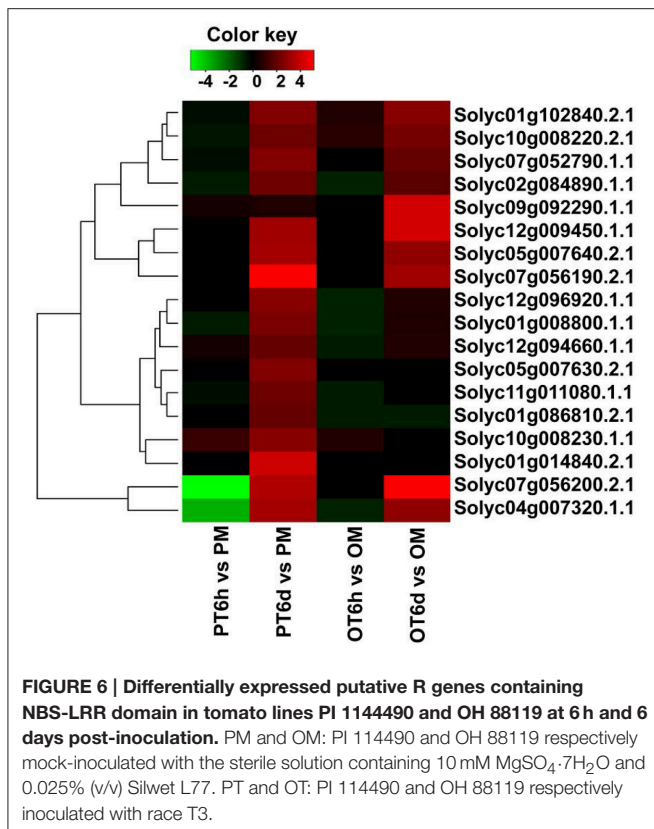 Color key
-4 -2 0 2 4
Solyc01g102840.2.1
Solyc10g008220.2.1
Solyc07g052790.1.1
Solyc02g084890.1.1
Solyc09g092290.1.1
Solyc12g009450.1.1
Solyc05g007640.2.1
Solyc07g056190.2.1
Solyc12g096920.1.1
Solyc01g008800.1.1
Solyc12g094660.1.1
Solyc05g007630.2.1
Solyc11g011080.1.1
Solyc01g086810.2.1
Solyc10g008230.1.1
Solyc01g014840.2.1
Solyc07g056200.2.1
Solyc04g007320.1.1
PT6h vs PM
PT6d vs PM
OT6h vs OM
OT6d vs OM
FIGURE 6 | Differentially expressed putative R genes containing
NBS-LRR domain in tomato lines PI 1144490 and OH 88119 at 6 h and 6
days post-inoculation. PM and OM: PI 114490 and OH 88119 respectively
mock-inoculated with the sterile solution containing 10 mM MgSO₄·7H₂O and
0.025% (v/v) Silwet L77. PT and OT: PI 114490 and OH 88119 respectively
inoculated with race T3.